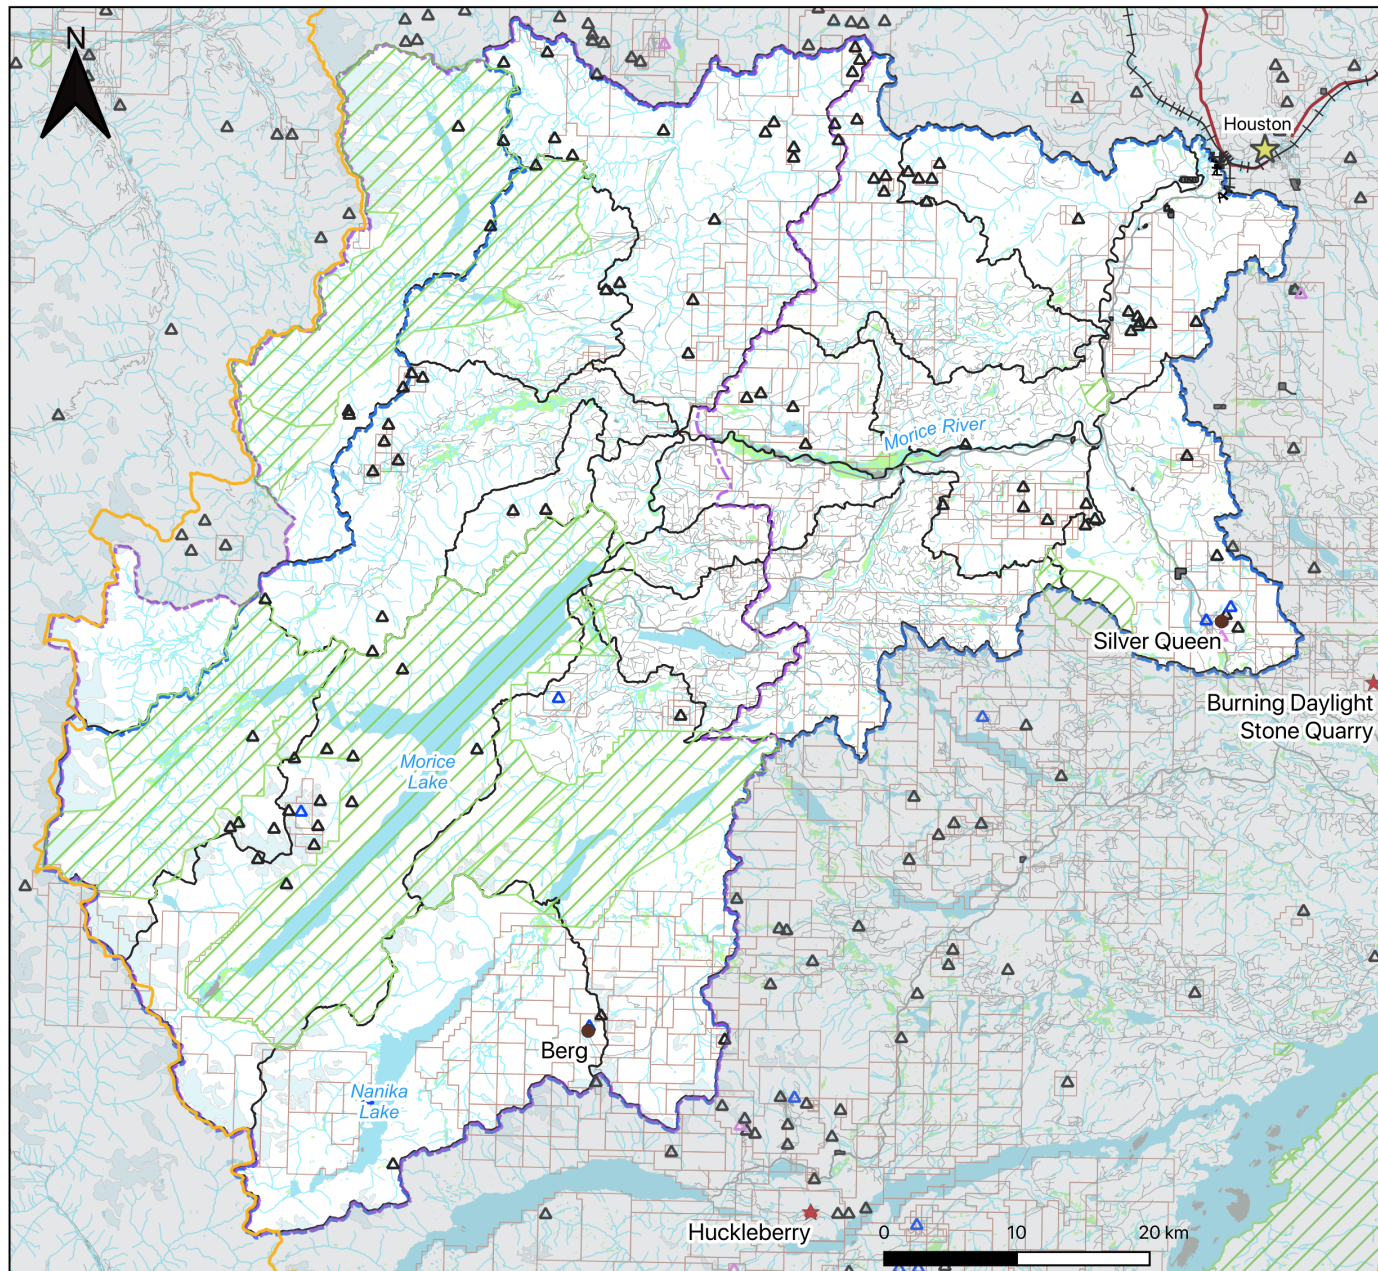 N
Houston
Morice River
Silver Queen
Burning Daylight
Stone Quarry
Morice
Lake
Berg
Nanika
Lake
Huckleberry
0 10 20 km